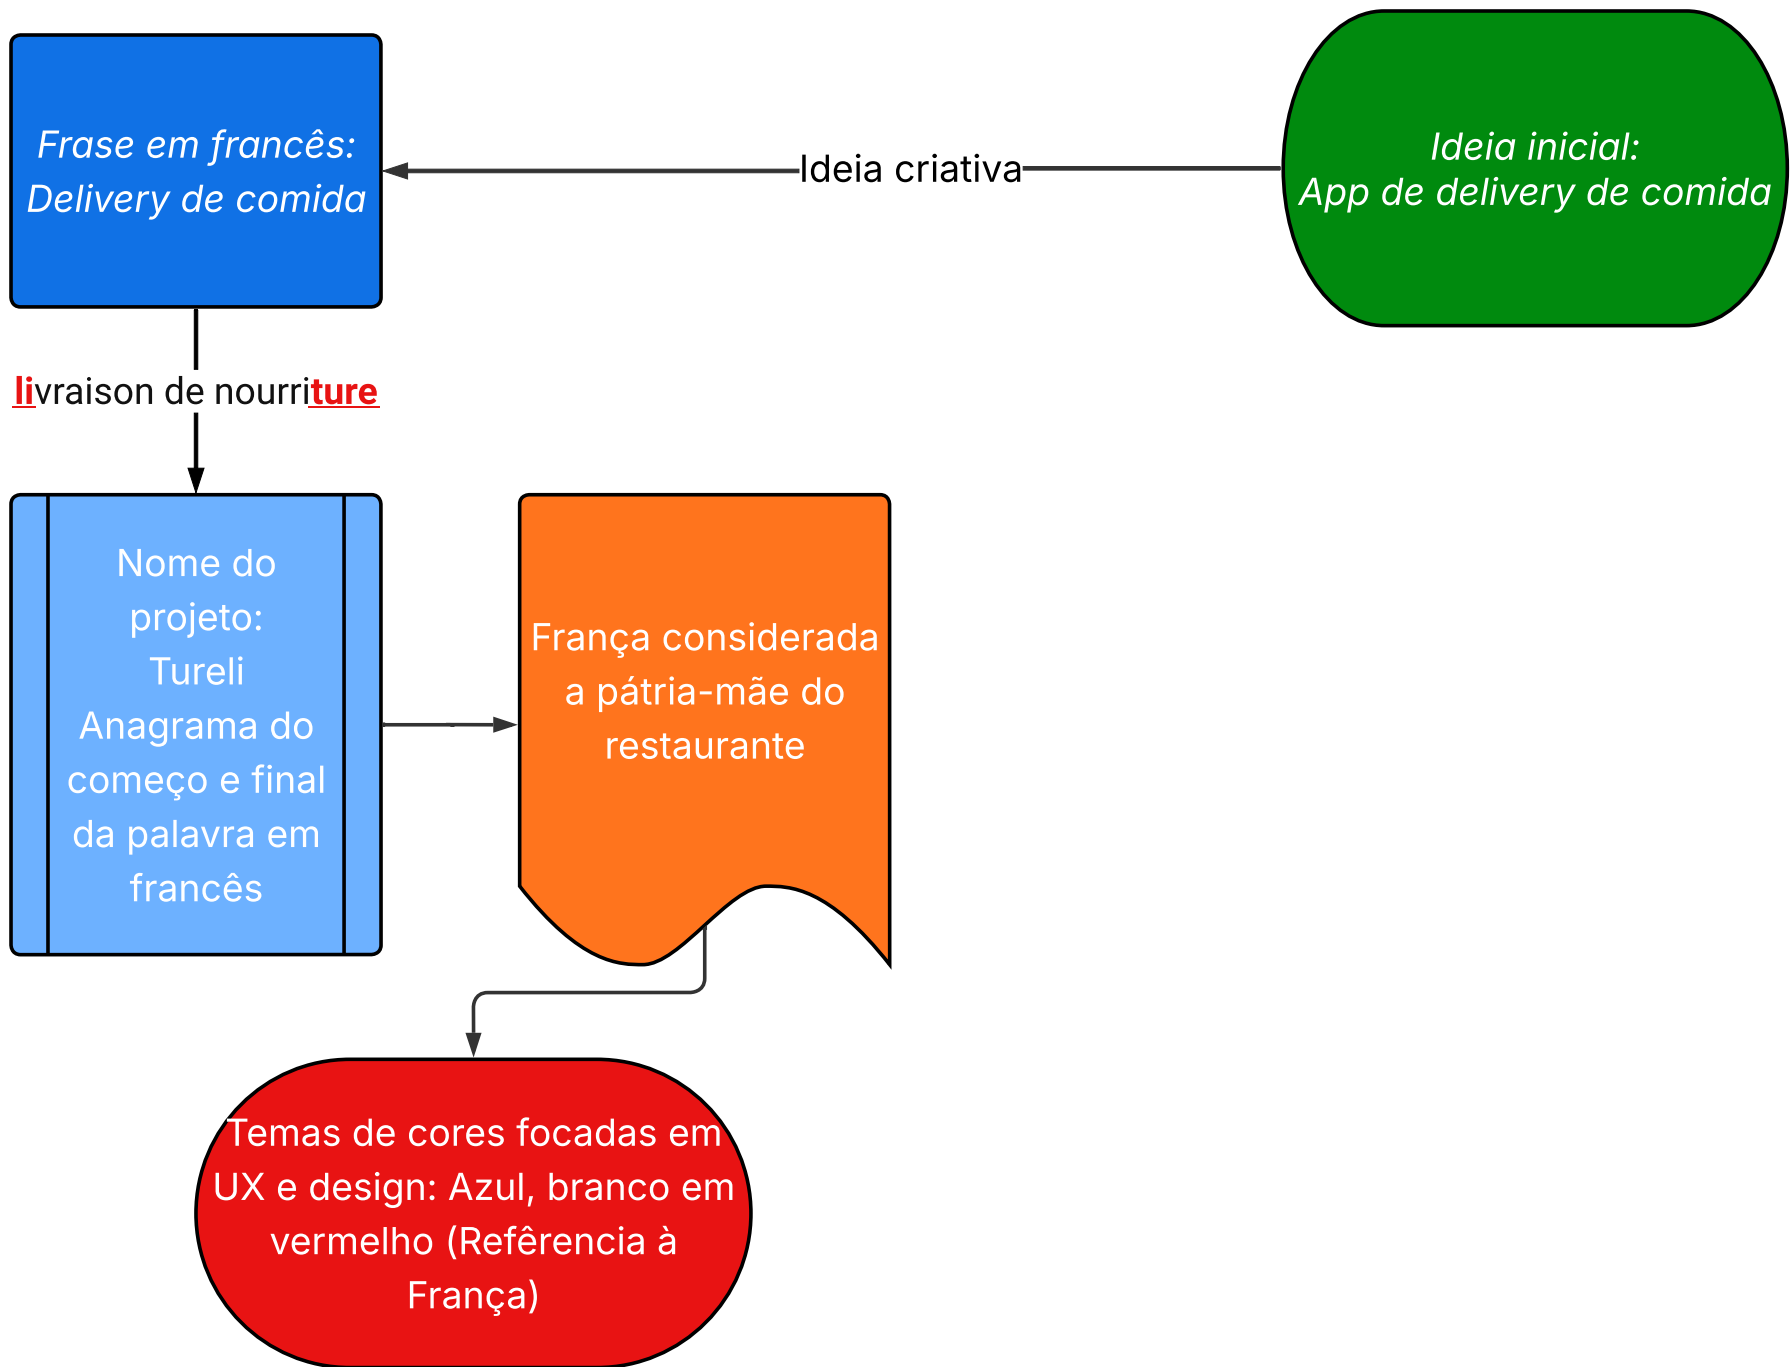 Ideia inicial:
App de delivery de comida
Ideia criativa
Frase em francês:
Delivery de comida
livraison de nourriture
Nome do
projeto:
Tureli
Anagrama do
começo e final
da palavra em
francês
França considerada
a pátria-mãe do
restaurante
Temas de cores focadas em
UX e design: Azul, branco em
vermelho (Refêrencia à
França)